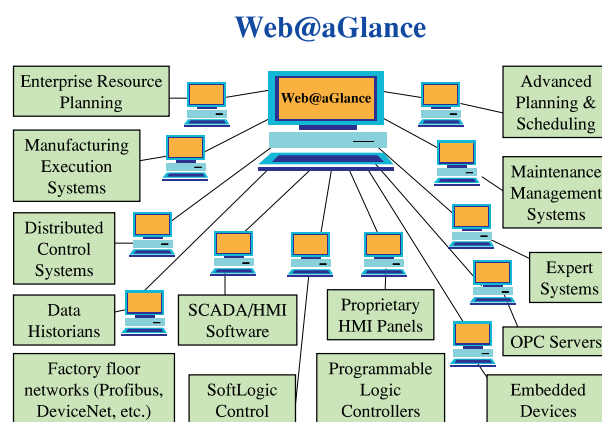 Web@aGlance
Enterprise Resource
Planning
Web@aGlance
Advanced
Planning &
Scheduling
Manufacturing
Execution
Systems
Maintenance
Management
Systems
Distributed
Control
Systems
Expert
Systems
Data
Historians
SCADA/HMI
Software
Proprietary
HMI Panels
OPC Servers
Factory floor
networks (Profibus,
DeviceNet, etc.)
SoftLogic
Control
Programmable
Logic
Controllers
Embedded
Devices